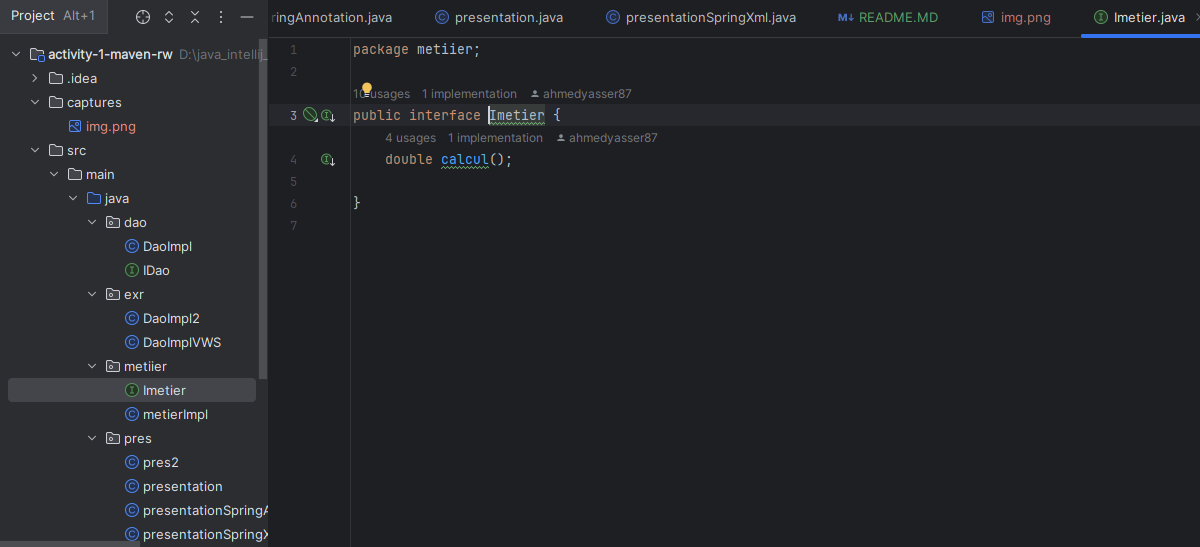 Project Alt+1
ringAnnotation.java presentation.java presentationSpringXml.java M↓ README.MD img.png Imetier.java
activity-1-maven-rw D:\java_intellij_
.idea
captures
img.png
src
main
java
dao
DaoImpl
IDao
exr
DaoImpl2
DaoImplVWS
metiier
Imetier
metierImpl
pres
pres2
presentation
presentationSpringA
presentationSpringX
1 package metiier;
2
10 usages 1 implementation ahmedyasser87
3 public interface Imetier {
4 usages 1 implementation ahmedyasser87
4 double calcul();
5
6 }
7